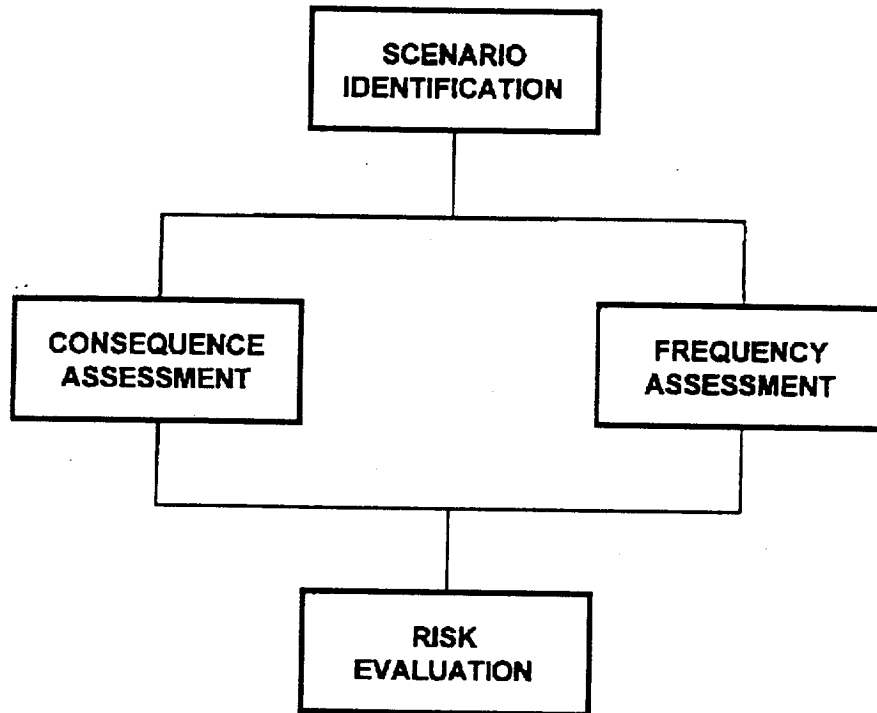 SCENARIO
IDENTIFICATION
CONSEQUENCE
ASSESSMENT
FREQUENCY
ASSESSMENT
RISK
EVALUATION